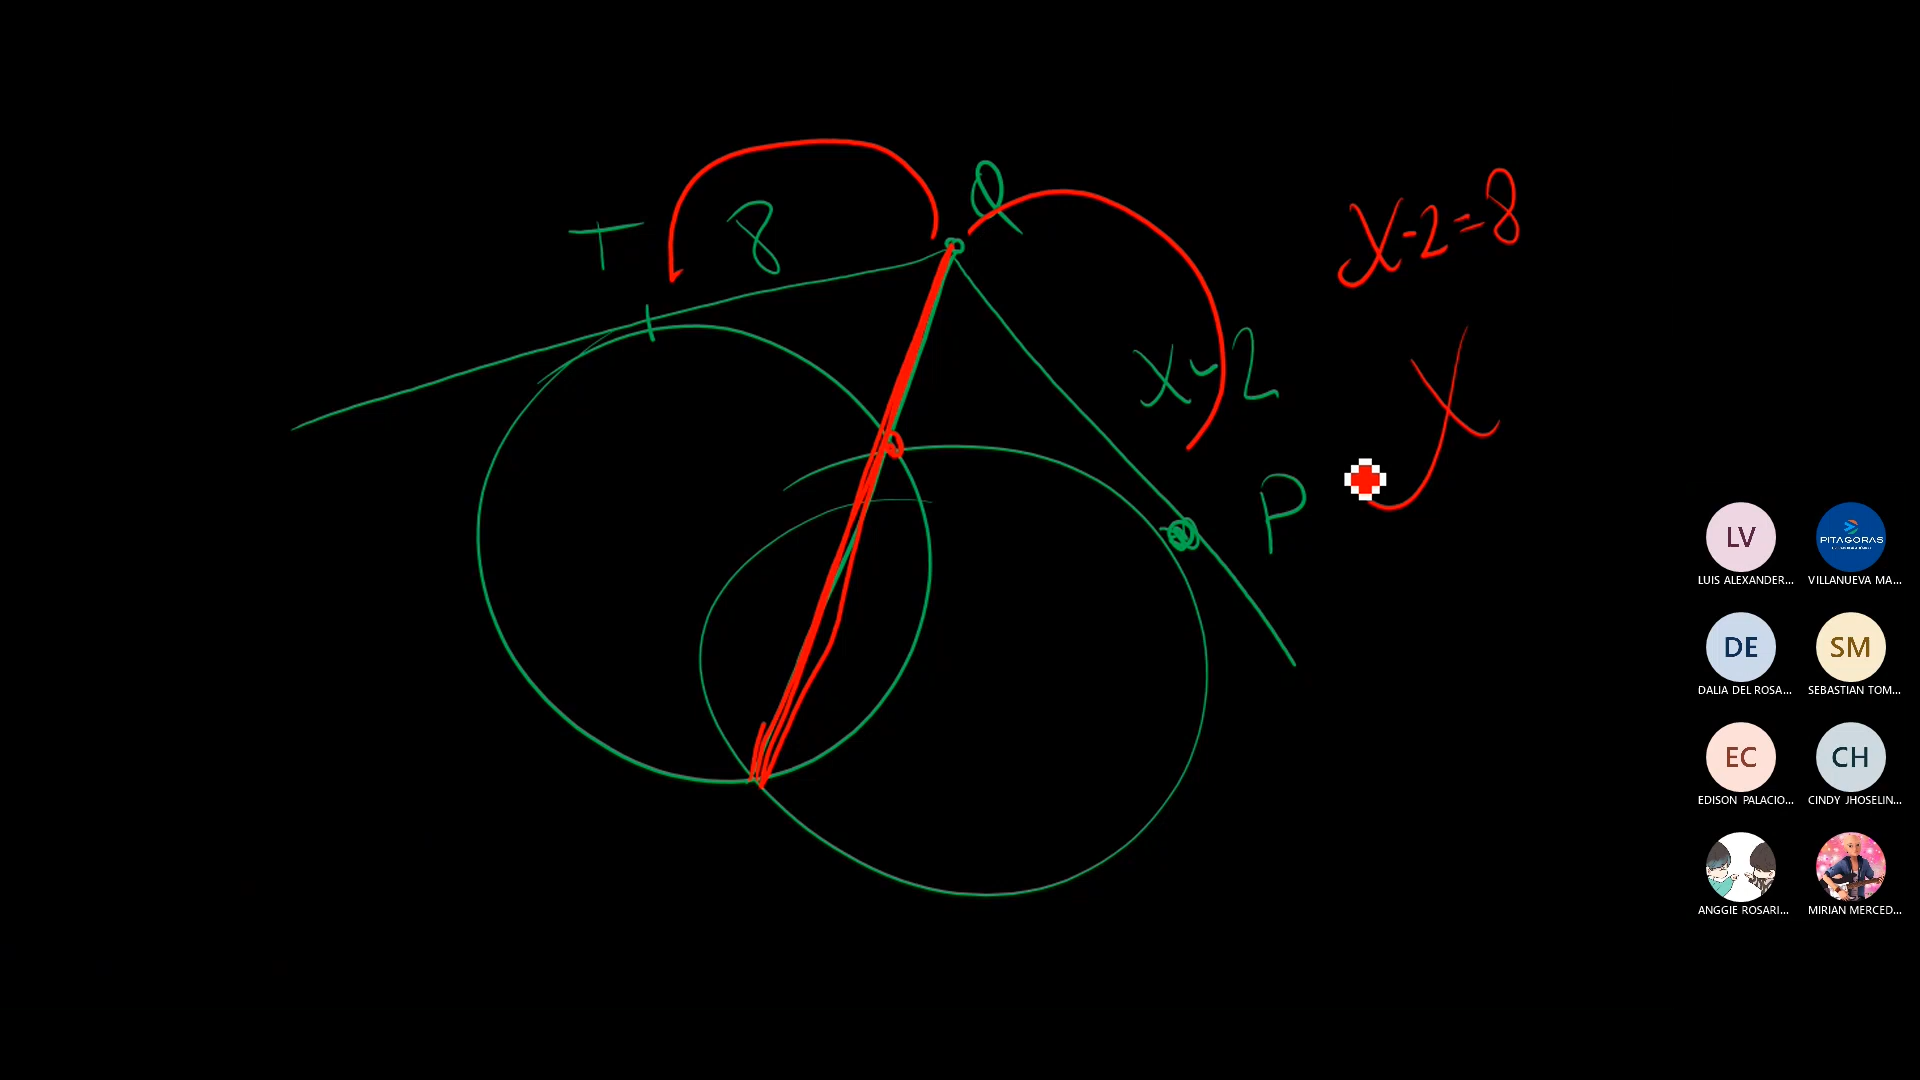 Q
T
8
x-2=8
x-2
x
P
LV
PITAGORAS
LUIS ALEXANDER...
VILLANUEVA MA...
DE
SM
DALIA DEL ROSA...
SEBASTIAN TOM...
EC
CH
EDISON PALACIO...
CINDY JHOSELIN...
ANGGIE ROSARI...
MIRIAN MERCED...